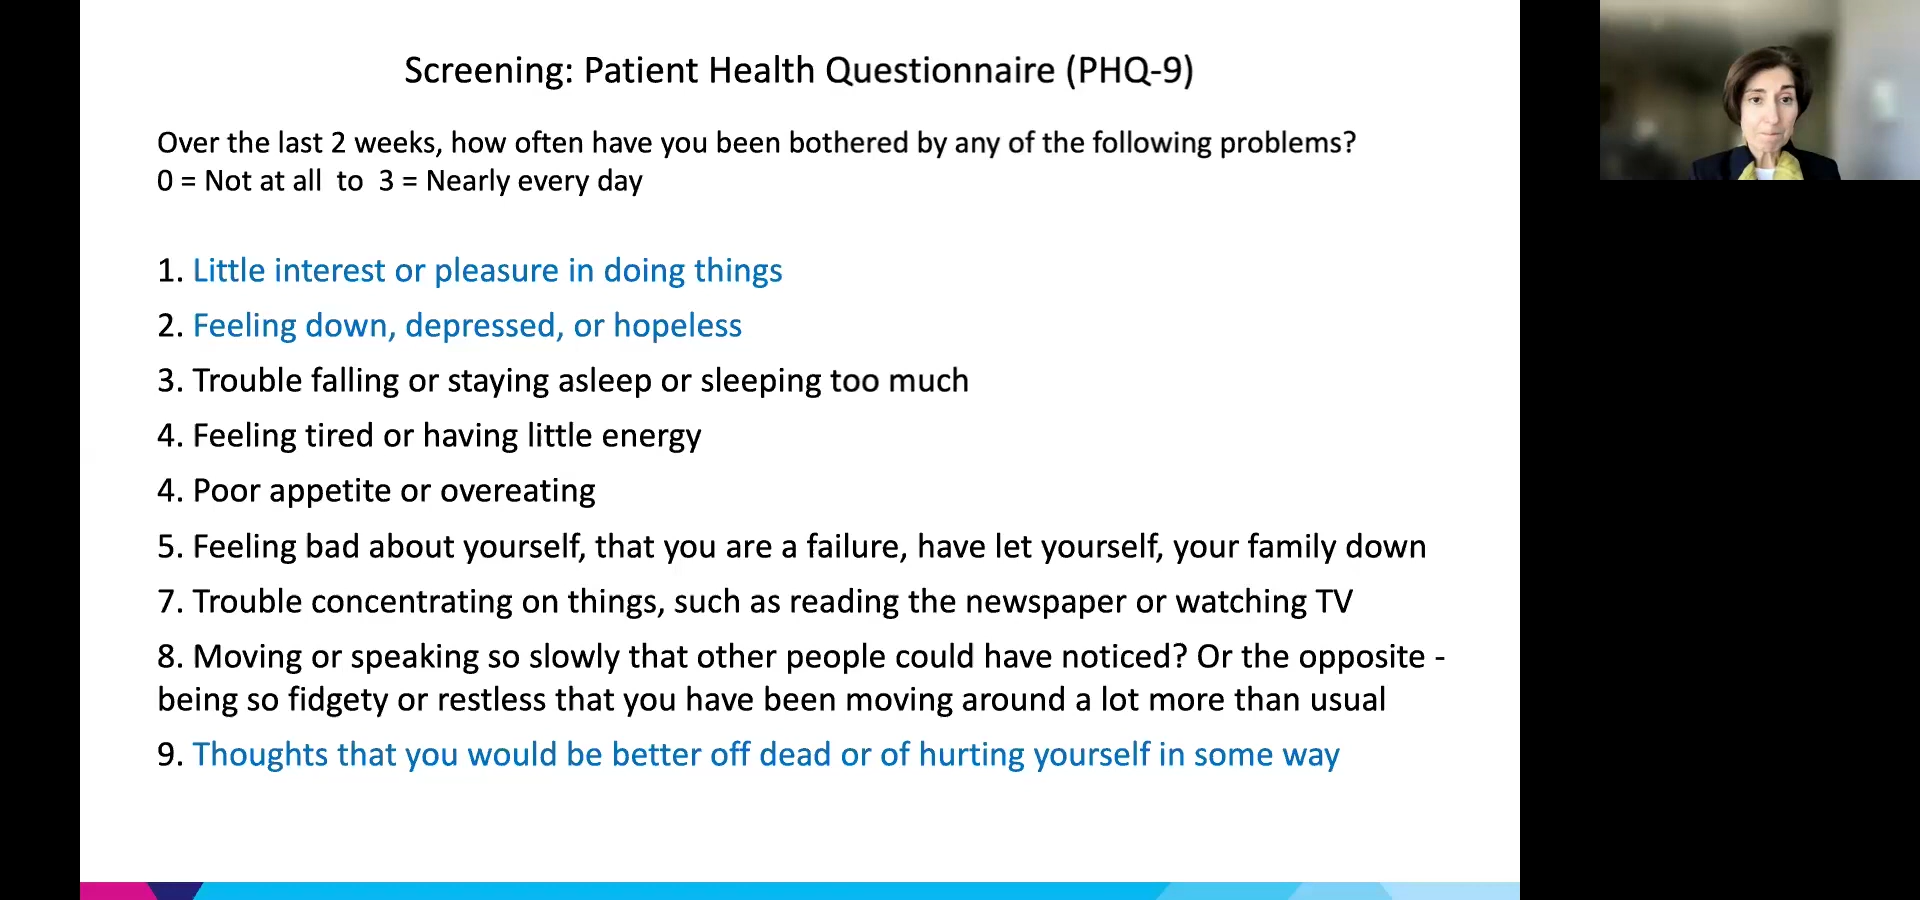 Screening: Patient Health Questionnaire (PHQ-9)
Over the last 2 weeks, how often have you been bothered by any of the following problems?
0 = Not at all to 3 = Nearly every day
1. Little interest or pleasure in doing things
2. Feeling down, depressed, or hopeless
3. Trouble falling or staying asleep or sleeping too much
4. Feeling tired or having little energy
4. Poor appetite or overeating
5. Feeling bad about yourself, that you are a failure, have let yourself, your family down
7. Trouble concentrating on things, such as reading the newspaper or watching TV
8. Moving or speaking so slowly that other people could have noticed? Or the opposite -
being so fidgety or restless that you have been moving around a lot more than usual
9. Thoughts that you would be better off dead or of hurting yourself in some way